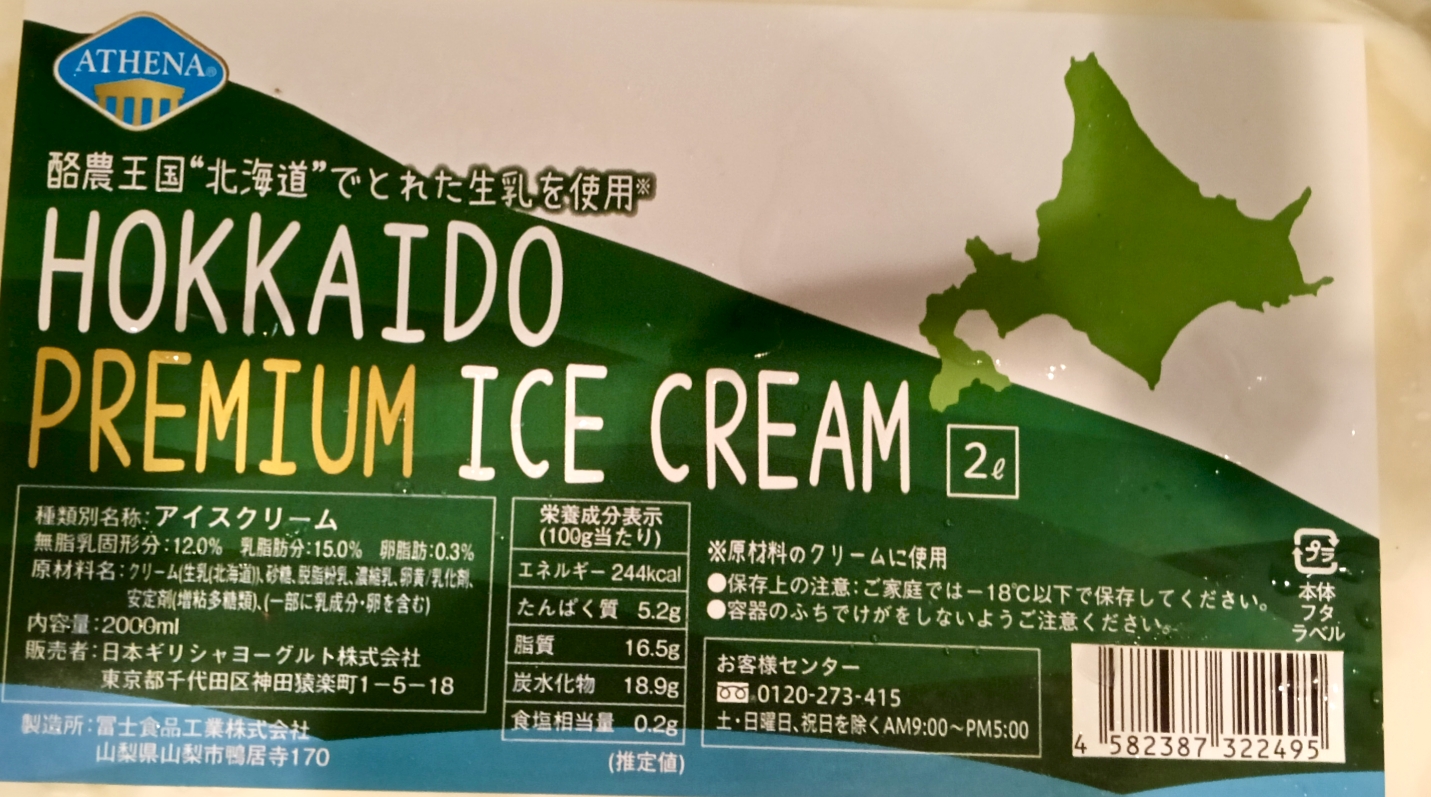 ATHENA®
酪農王国“北海道”でとれた生乳を使用※
HOKKAIDO
PREMIUM ICE CREAM
2ℓ
種類別名称:アイスクリーム
無脂乳固形分:12.0% 乳脂肪分:15.0% 卵脂肪:0.3%
原材料名:クリーム(生乳(北海道))、砂糖、脱脂粉乳、濃縮乳、卵黄/乳化剤、
安定剤(増粘多糖類)、(一部に乳成分・卵を含む)
内容量:2000ml
販売者:日本ギリシャヨーグルト株式会社
東京都千代田区神田猿楽町1-5-18
製造所:冨士食品工業株式会社
山梨県山梨市鴨居寺170
栄養成分表示
(100g当たり)
エネルギー 244kcal
たんぱく質 5.2g
脂質 16.5g
炭水化物 18.9g
食塩相当量 0.2g
(推定値)
※原材料のクリームに使用
●保存上の注意:ご家庭では-18℃以下で保存してください。
●容器のふちでけがをしないようご注意ください。
お客様センター
0120-273-415
土・日曜日、祝日を除くAM9:00~PM5:00
プラ
本体
フタ
ラベル
4 582387 322495